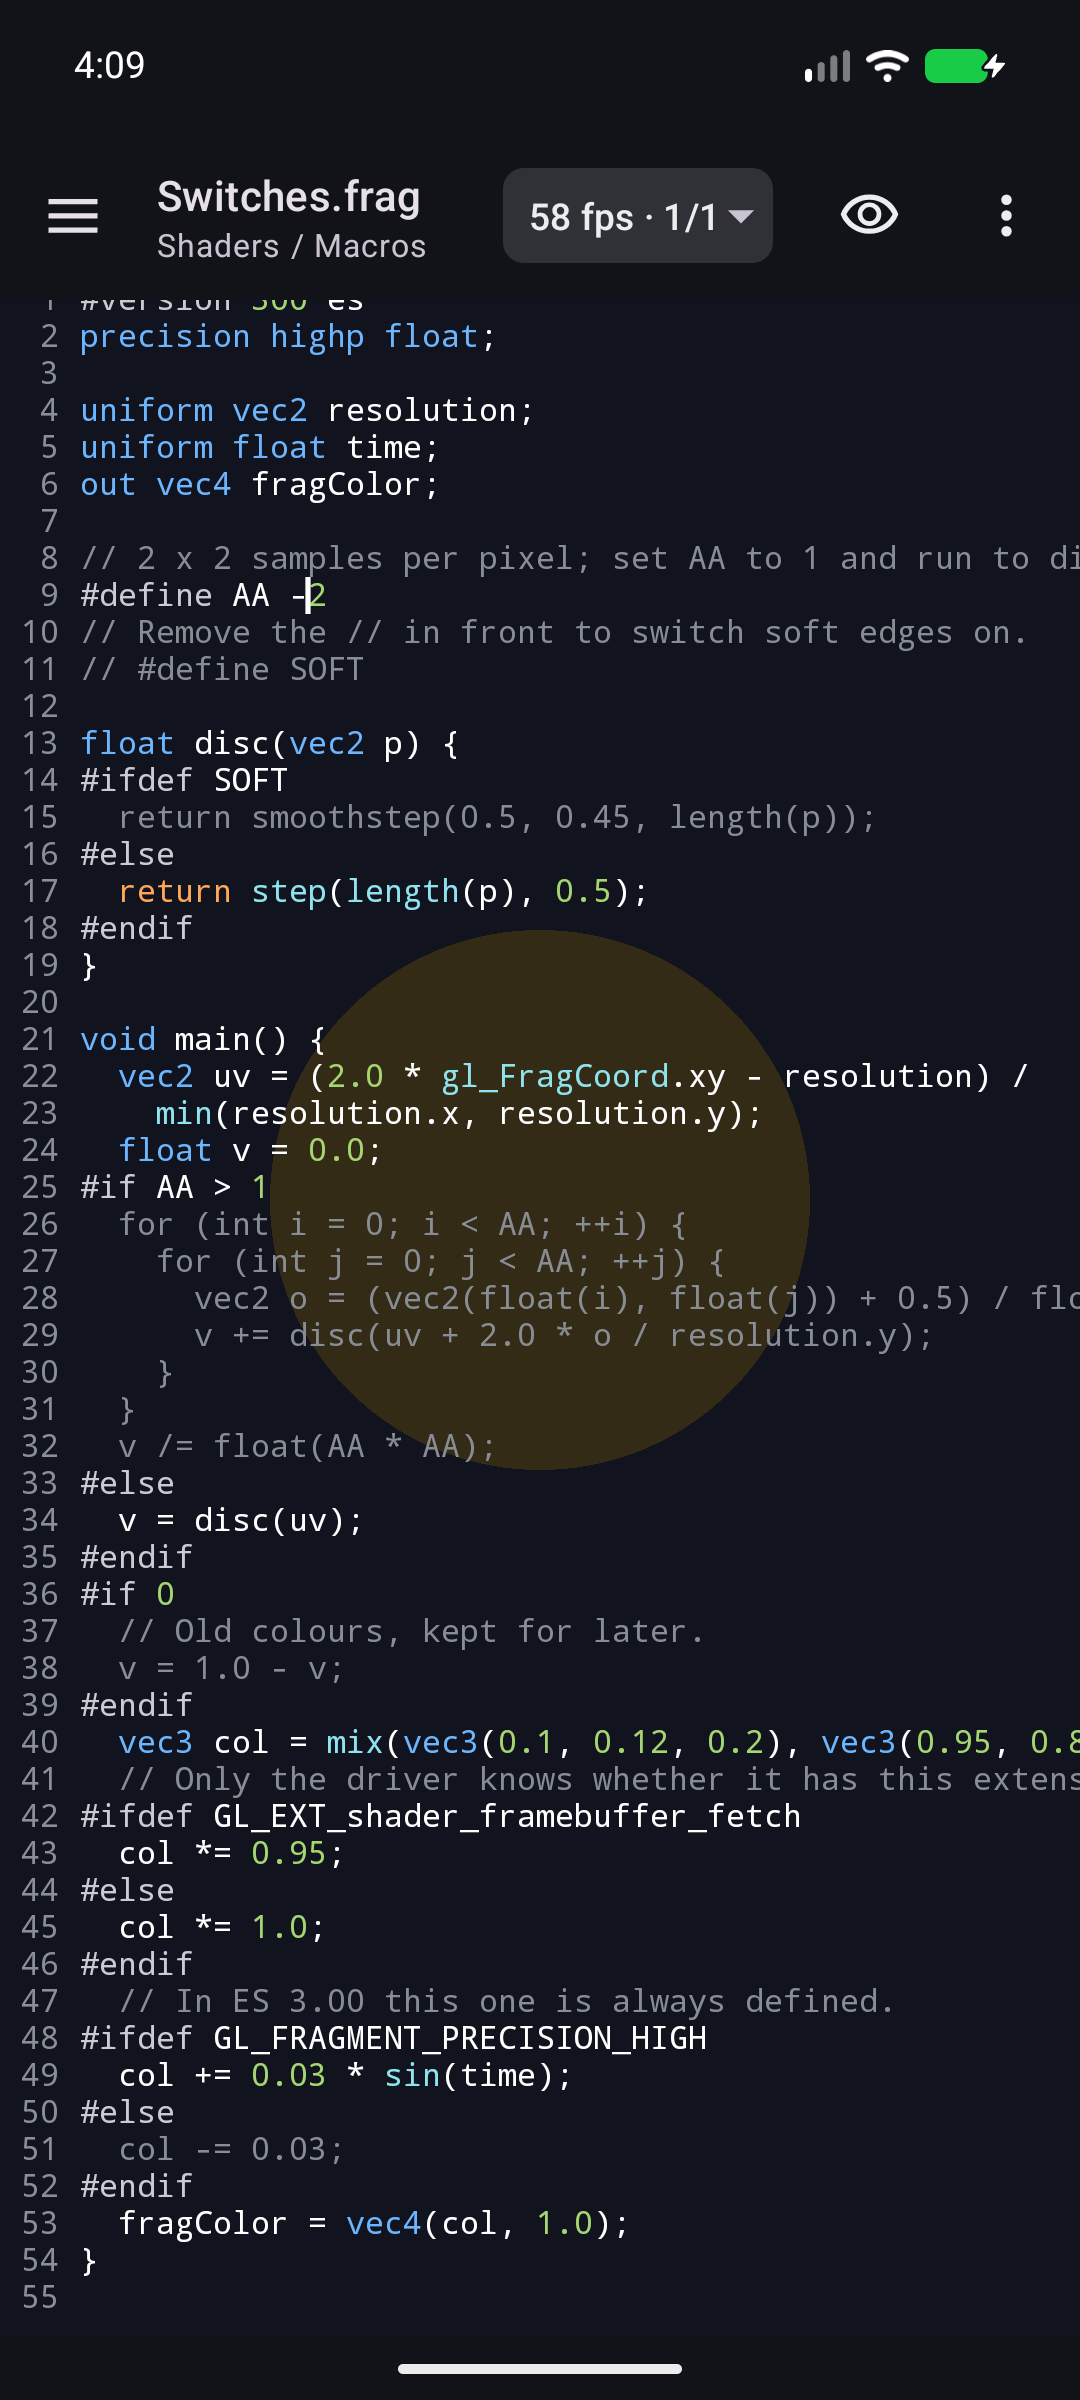 4:09
Switches.frag
Shaders / Macros
58 fps · 1/1
1 #version 300 es
2 precision highp float;
3
4 uniform vec2 resolution;
5 uniform float time;
6 out vec4 fragColor;
7
8 // 2 x 2 samples per pixel; set AA to 1 and run to di
9 #define AA -2
10 // Remove the // in front to switch soft edges on.
11 // #define SOFT
12
13 float disc(vec2 p) {
14 #ifdef SOFT
15   return smoothstep(0.5, 0.45, length(p));
16 #else
17   return step(length(p), 0.5);
18 #endif
19 }
20
21 void main() {
22   vec2 uv = (2.0 * gl_FragCoord.xy - resolution) /
23     min(resolution.x, resolution.y);
24   float v = 0.0;
25 #if AA > 1
26   for (int i = 0; i < AA; ++i) {
27     for (int j = 0; j < AA; ++j) {
28       vec2 o = (vec2(float(i), float(j)) + 0.5) / flo
29       v += disc(uv + 2.0 * o / resolution.y);
30     }
31   }
32   v /= float(AA * AA);
33 #else
34   v = disc(uv);
35 #endif
36 #if 0
37   // Old colours, kept for later.
38   v = 1.0 - v;
39 #endif
40   vec3 col = mix(vec3(0.1, 0.12, 0.2), vec3(0.95, 0.8
41   // Only the driver knows whether it has this extens
42 #ifdef GL_EXT_shader_framebuffer_fetch
43   col *= 0.95;
44 #else
45   col *= 1.0;
46 #endif
47   // In ES 3.00 this one is always defined.
48 #ifdef GL_FRAGMENT_PRECISION_HIGH
49   col += 0.03 * sin(time);
50 #else
51   col -= 0.03;
52 #endif
53   fragColor = vec4(col, 1.0);
54 }
55